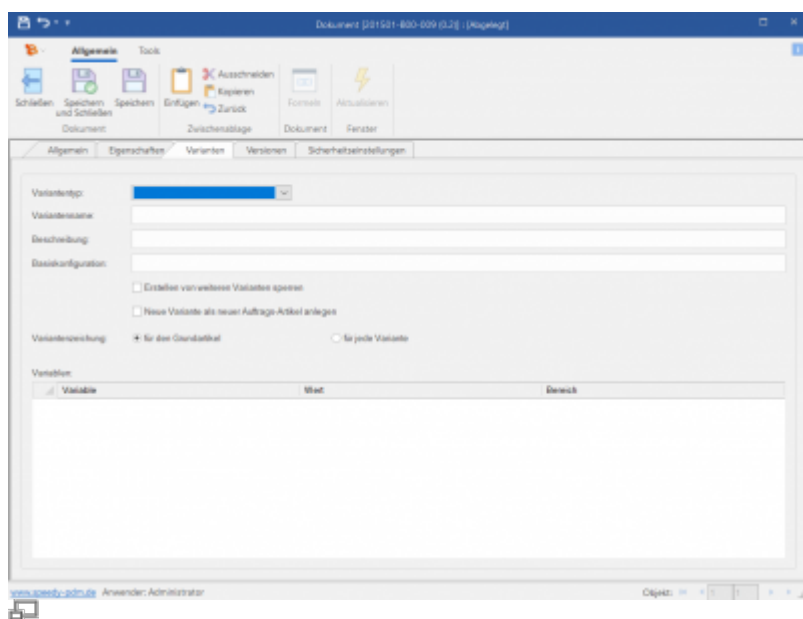 Dokument [201501-800-009 (0.2)] : [Abgelegt]
Allgemein Tools
Schließen Speichern und Schließen Speichern Einfügen Ausschneiden Kopieren Zurück Formeln Aktualisieren
Dokument Zwischenablage Dokument Fenster
Allgemein Eigenschaften Varianten Versionen Sicherheitseinstellungen
Variantentyp:
Variantenname:
Beschreibung:
Basiskonfiguration:
Erstellen von weiteren Varianten sperren
Neue Variante als neuer Auftrags-Artikel anlegen
Variantenzeichnung: für den Grundartikel für jede Variante
Variablen:
Variable Wert Bereich
www.speedy-pdm.de Anwender: Administrator Objekt: 1 1